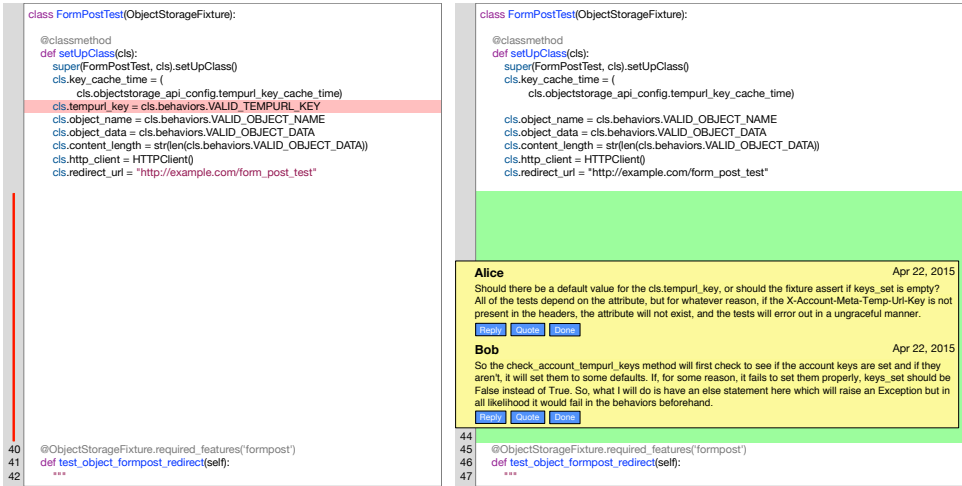 class FormPostTest(ObjectStorageFixture):
@classmethod
def setUpClass(cls):
super(FormPostTest, cls).setUpClass()
cls.key_cache_time = (
cls.objectstorage_api_config.tempurl_key_cache_time)
cls.tempurl_key = cls.behaviors.VALID_TEMPURL_KEY
cls.object_name = cls.behaviors.VALID_OBJECT_NAME
cls.object_data = cls.behaviors.VALID_OBJECT_DATA
cls.content_length = str(len(cls.behaviors.VALID_OBJECT_DATA))
cls.http_client = HTTPClient()
cls.redirect_url = "http://example.com/form_post_test"
40 @ObjectStorageFixture.required_features('formpost')
41 def test_object_formpost_redirect(self):
42 """
class FormPostTest(ObjectStorageFixture):
@classmethod
def setUpClass(cls):
super(FormPostTest, cls).setUpClass()
cls.key_cache_time = (
cls.objectstorage_api_config.tempurl_key_cache_time)
cls.object_name = cls.behaviors.VALID_OBJECT_NAME
cls.object_data = cls.behaviors.VALID_OBJECT_DATA
cls.content_length = str(len(cls.behaviors.VALID_OBJECT_DATA))
cls.http_client = HTTPClient()
cls.redirect_url = "http://example.com/form_post_test"
Alice Apr 22, 2015
Should there be a default value for the cls.tempurl_key, or should the fixture assert if keys_set is empty?
All of the tests depend on the attribute, but for whatever reason, if the X-Account-Meta-Temp-Url-Key is not
present in the headers, the attribute will not exist, and the tests will error out in a ungraceful manner.
Reply Quote Done
Bob Apr 22, 2015
So the check_account_tempurl_keys method will first check to see if the account keys are set and if they
aren't, it will set them to some defaults. If, for some reason, it fails to set them properly, keys_set should be
False instead of True. So, what I will do is have an else statement here which will raise an Exception but in
all likelihood it would fail in the behaviors beforehand.
Reply Quote Done
44
45 @ObjectStorageFixture.required_features('formpost')
46 def test_object_formpost_redirect(self):
47 """